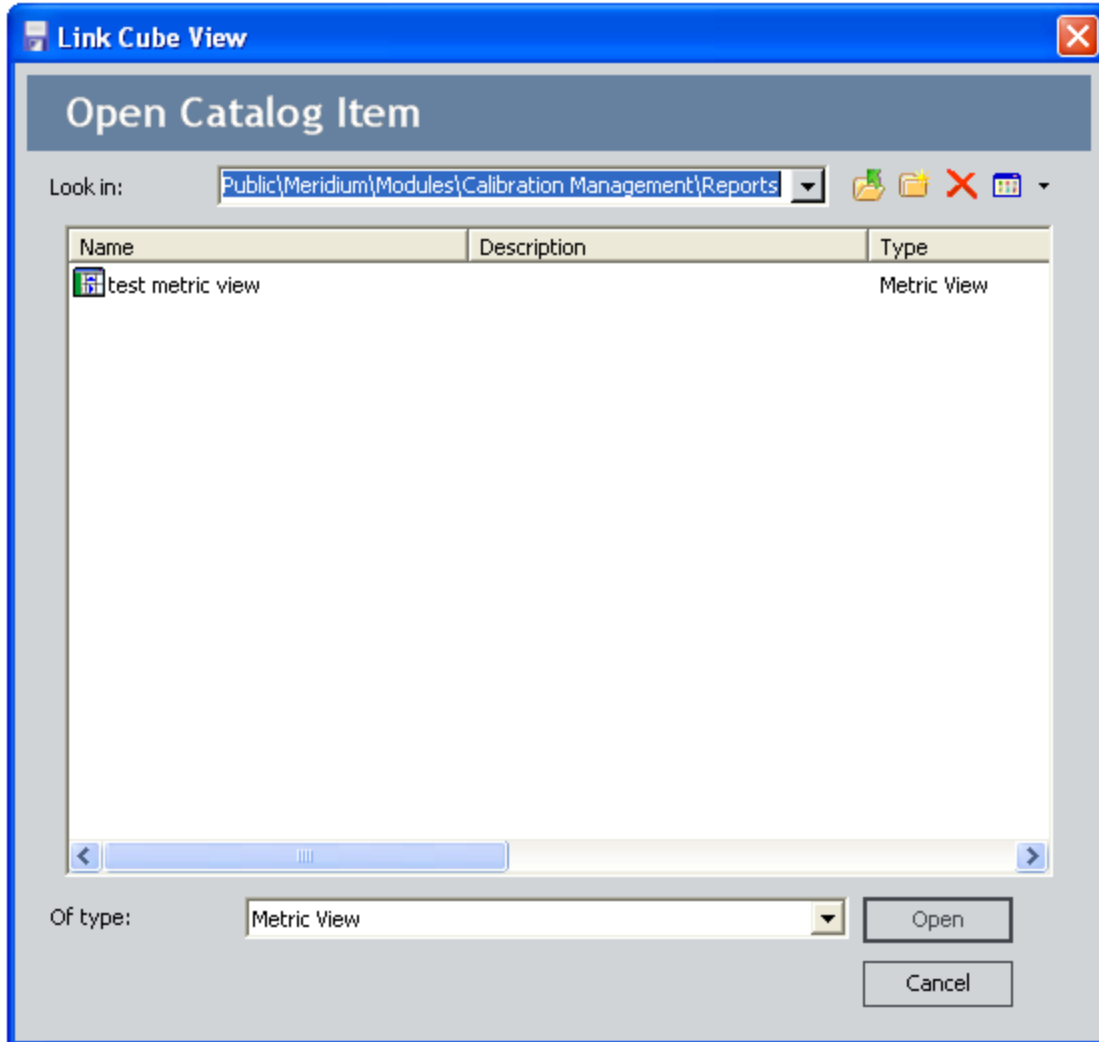 Link Cube View
Open Catalog Item
Look in: Public\Meridium\Modules\Calibration Management\Reports
Name Description Type
test metric view Metric View
Of type: Metric View Open
Cancel